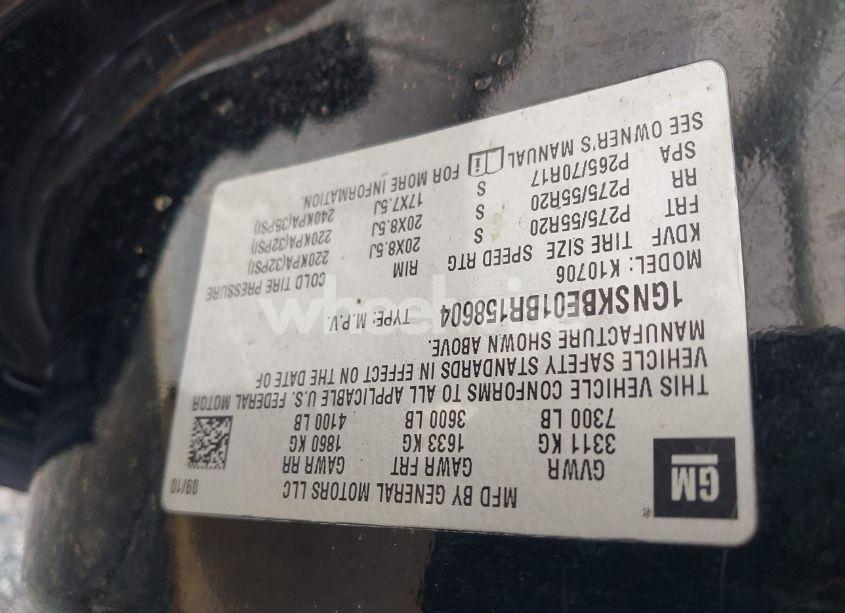 GM
MFD BY GENERAL MOTORS LLC 09/10
GVWR GAWR FRT GAWR RR
3311 KG 1633 KG 1860 KG
7300 LB 3600 LB 4100 LB
THIS VEHICLE CONFORMS TO ALL APPLICABLE U.S. FEDERAL MOTOR
VEHICLE SAFETY STANDARDS IN EFFECT ON THE DATE OF
MANUFACTURE SHOWN ABOVE.
1GNSKBE01BR158604 TYPE: M.P.V.
MODEL: K10706
KDVF TIRE SIZE SPEED RTG RIM COLD TIRE PRESSURE
FRT P275/55R20 S 20X8.5J 220KPA(32PSI)
RR P275/55R20 S 20X8.5J 220KPA(32PSI)
SPA P265/70R17 S 17X7.5J 240KPA(35PSI)
SEE OWNER'S MANUAL FOR MORE INFORMATION.